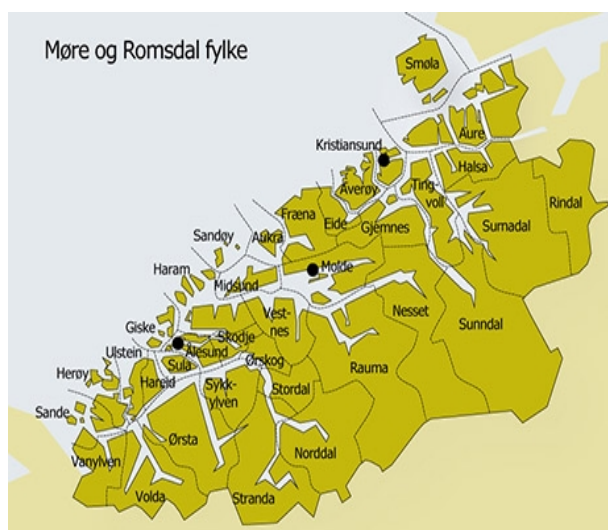 Møre og Romsdal fylke
Smøla
Kristiansund
Aure
Halsa
Averøy
Ting-
voll
Rindal
Surnadal
Fræna
Eide
Gjemnes
Sandøy
Aukra
Haram
Midsund
Molde
Nesset
Sunndal
Vest-
nes
Giske
Skodje
Ålesund
Ulstein
Sula
Ørskog
Rauma
Herøy
Hareid
Sykk-
ylven
Stordal
Sande
Ørsta
Norddal
Vanylven
Volda
Stranda